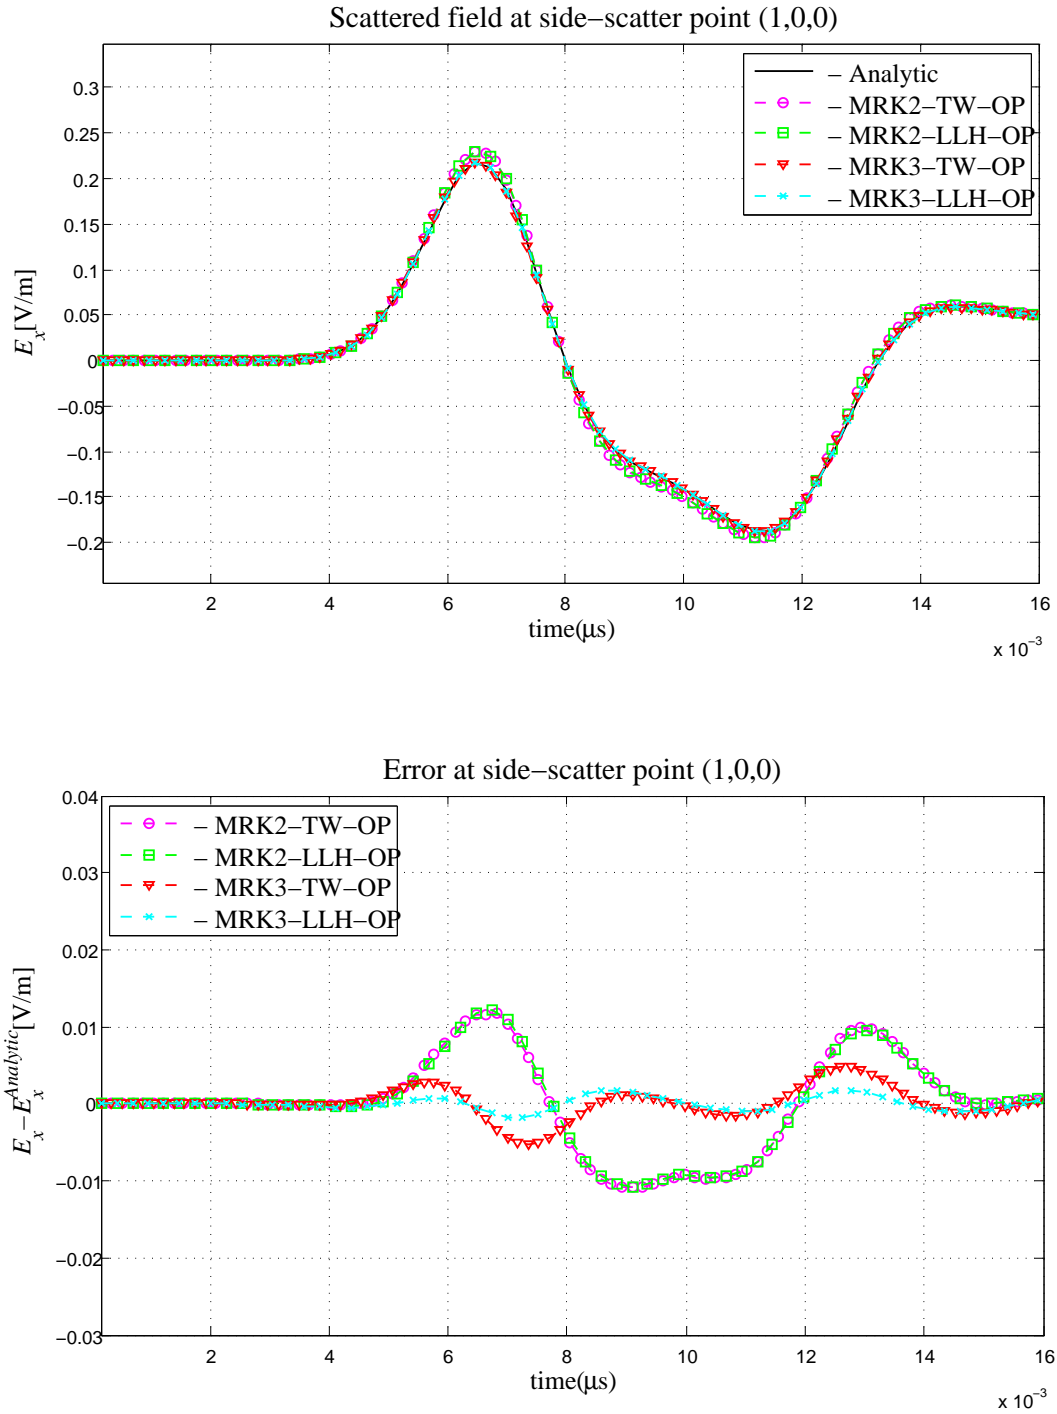 Scattered field at side−scatter point (1,0,0)
0.3
0.25
0.2
0.15
0.1
0.05
0
−0.05
−0.1
−0.15
−0.2
E_x[V/m]
– Analytic
– MRK2−TW−OP
– MRK2−LLH−OP
– MRK3−TW−OP
– MRK3−LLH−OP
2 4 6 8 10 12 14 16
time(μs)
x 10⁻³
Error at side−scatter point (1,0,0)
0.04
0.03
0.02
0.01
0
−0.01
−0.02
−0.03
E_x−E_x^Analytic[V/m]
– MRK2−TW−OP
– MRK2−LLH−OP
– MRK3−TW−OP
– MRK3−LLH−OP
2 4 6 8 10 12 14 16
time(μs)
x 10⁻³